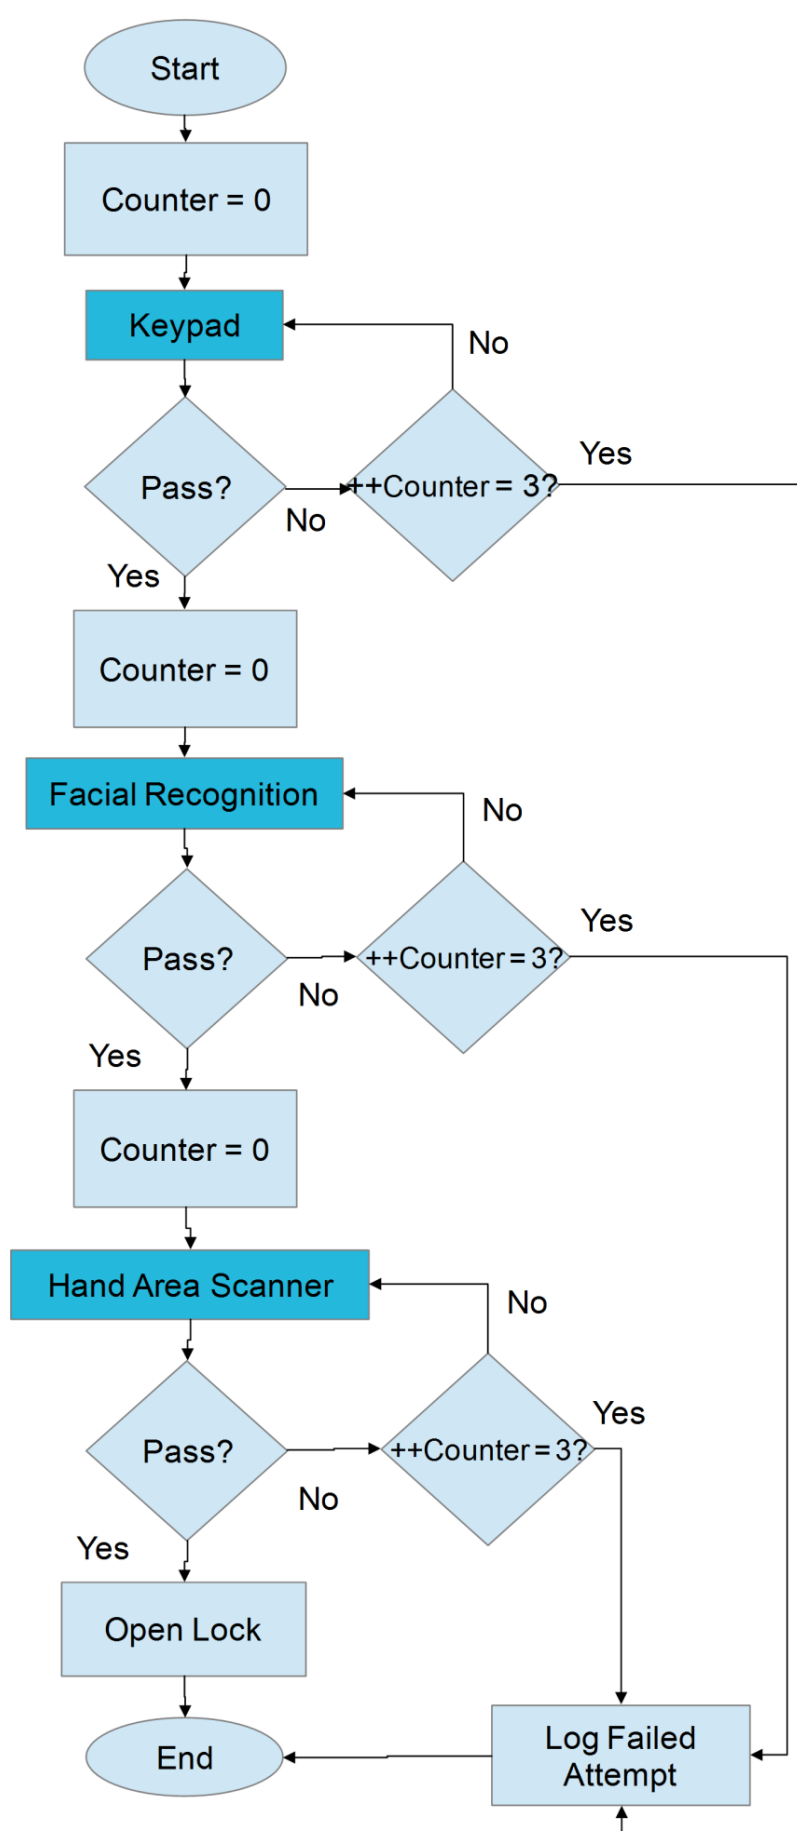 Start
Counter = 0
Keypad
No
Pass?
No
++Counter = 3?
Yes
Yes
Counter = 0
Facial Recognition
No
Pass?
No
++Counter = 3?
Yes
Yes
Counter = 0
Hand Area Scanner
No
Pass?
No
++Counter = 3?
Yes
Yes
Open Lock
End
Log Failed
Attempt